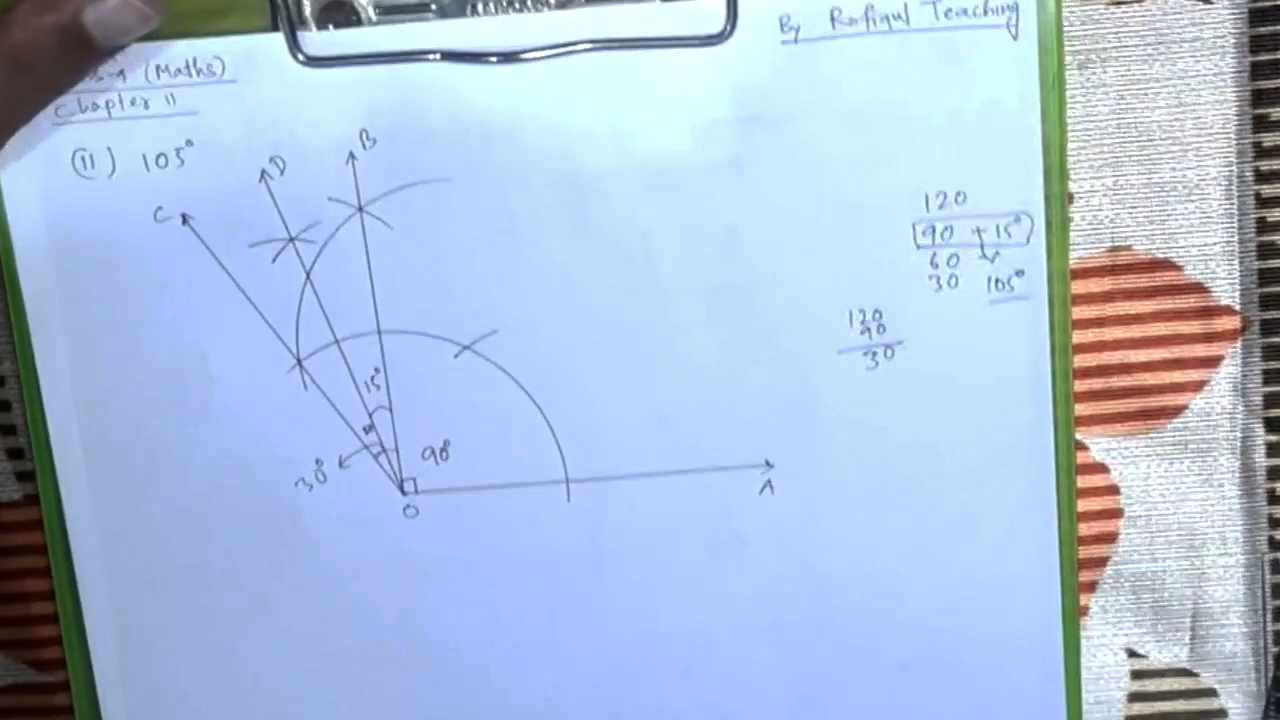 By Rofiqul Teaching
(Maths)
Chapter 11
(ii) 105°
B
D
C
15°
30°
90°
O
A
120
90 + 15°
60
30 105°
120
90
30